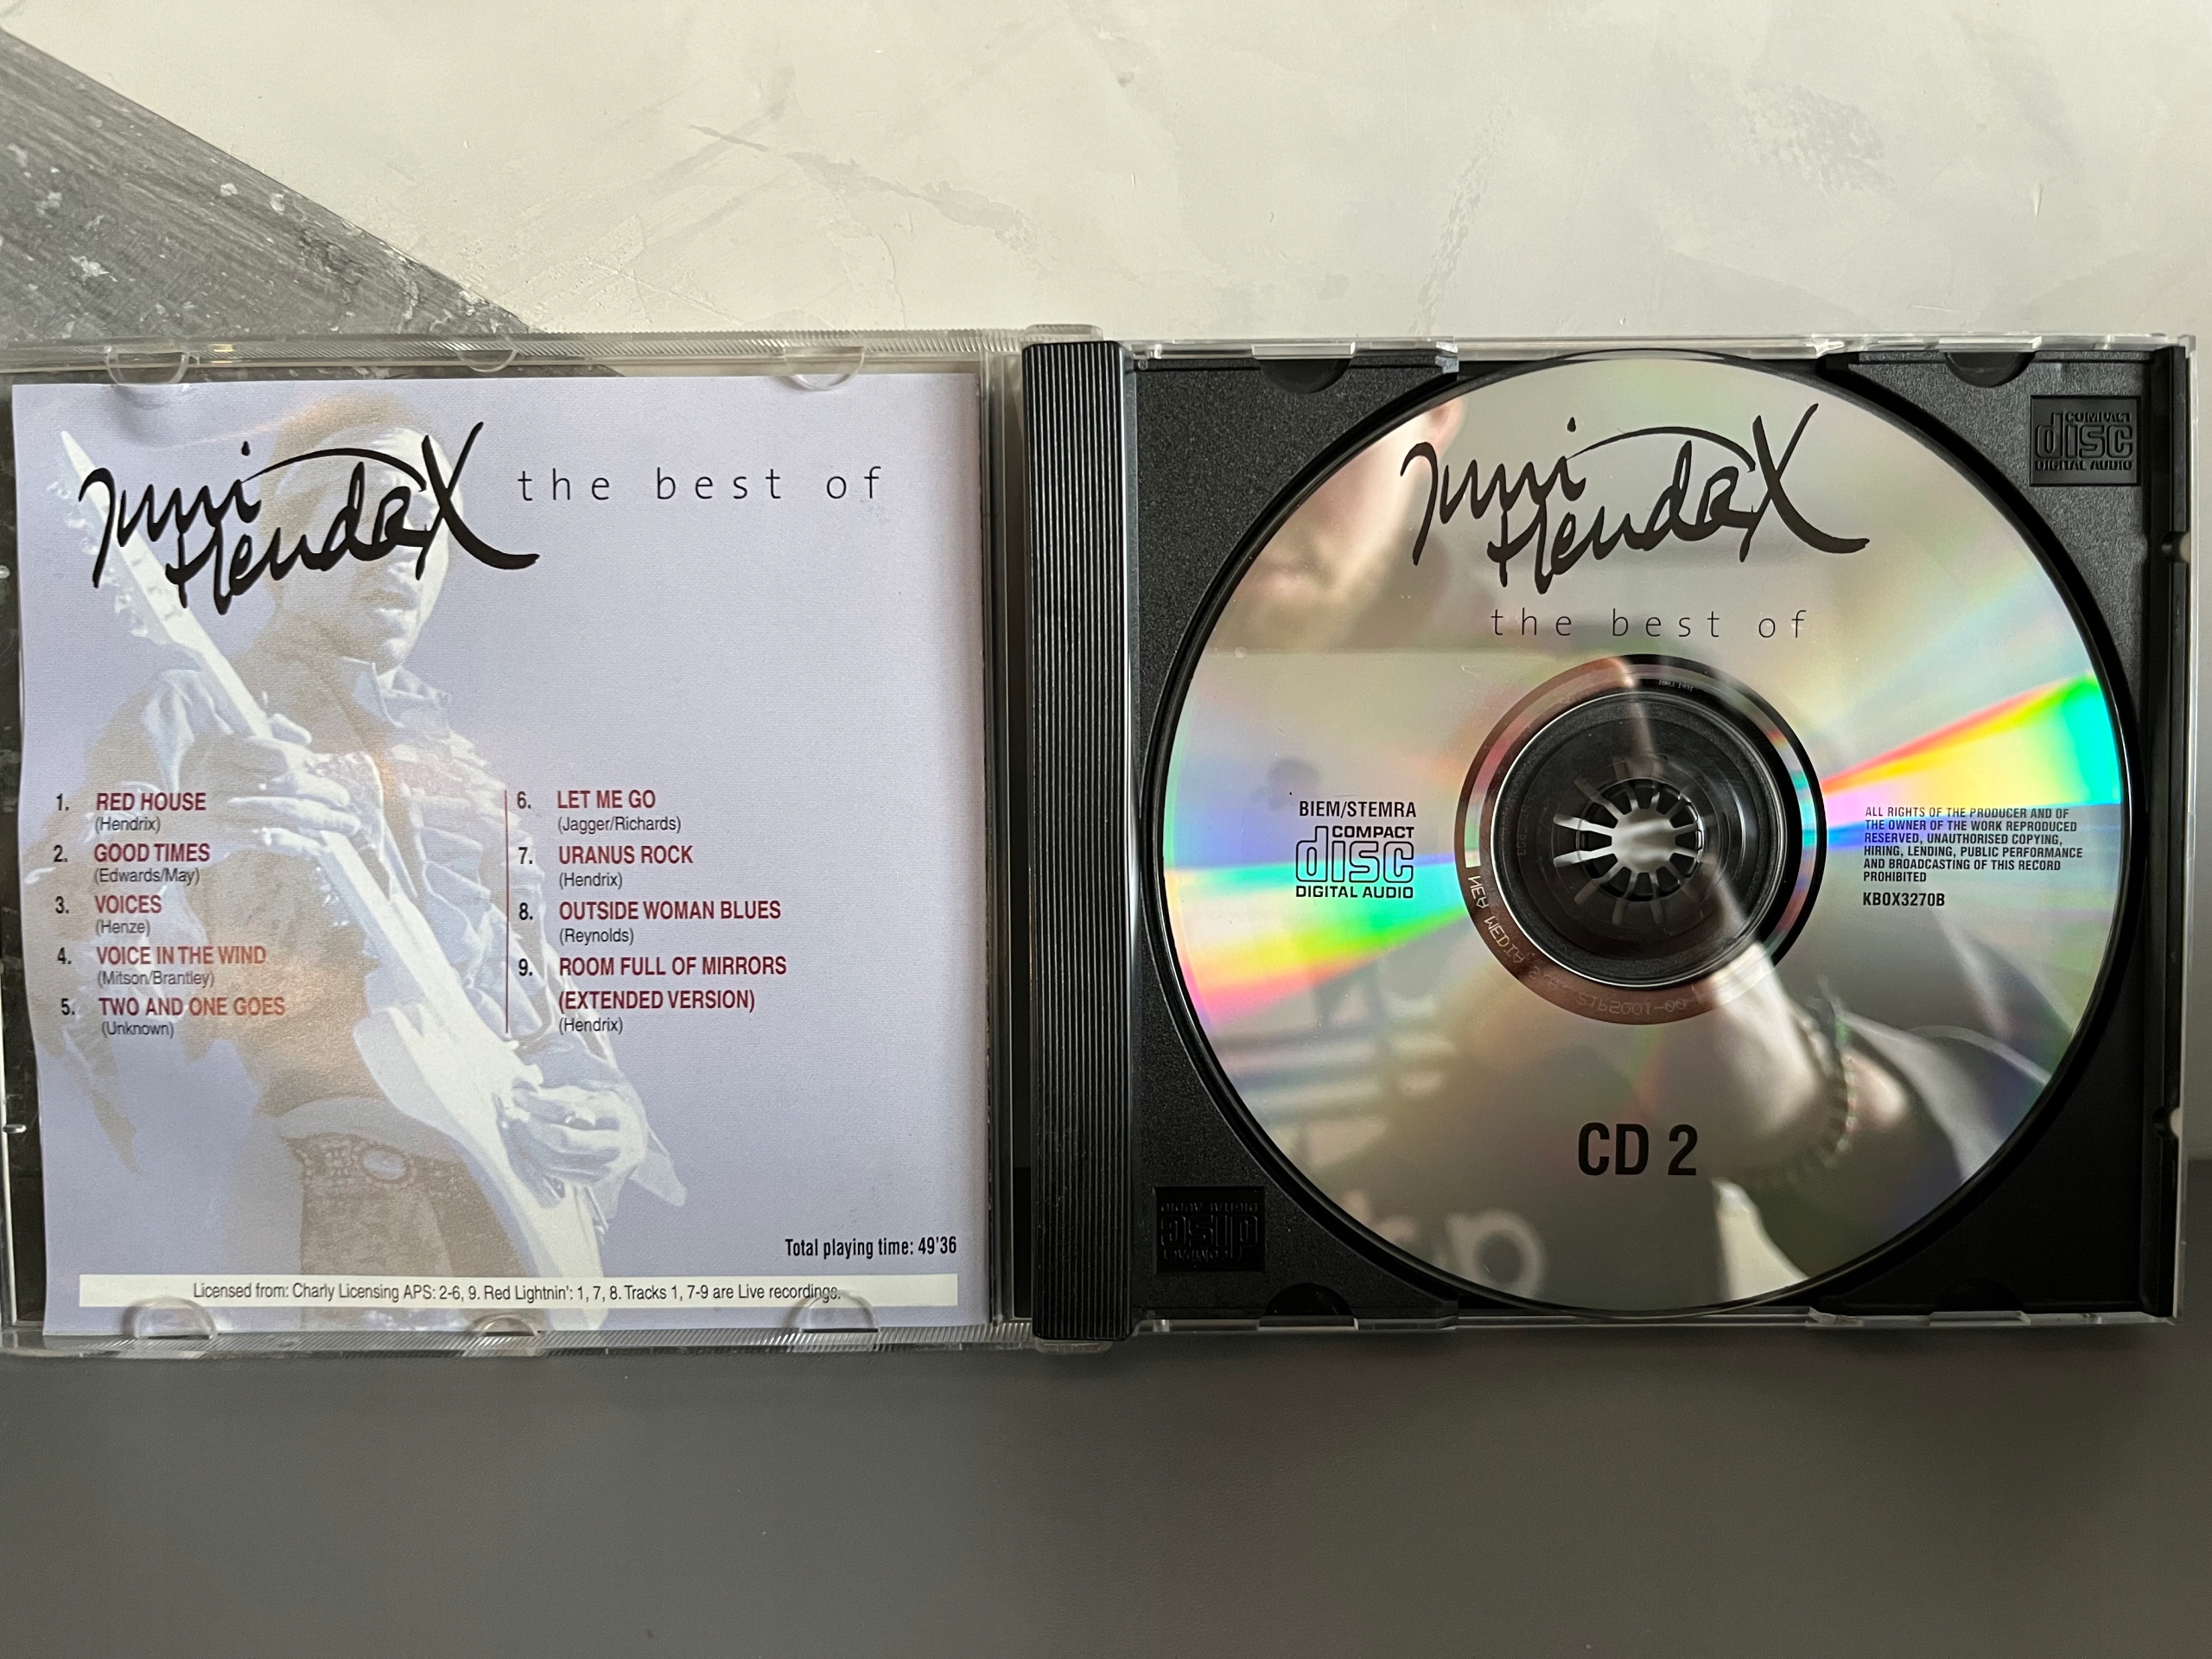 Jimi
Hendrix
the best of
1. RED HOUSE
(Hendrix)
2. GOOD TIMES
(Edwards/May)
3. VOICES
(Henze)
4. VOICE IN THE WIND
(Mitson/Brantley)
5. TWO AND ONE GOES
(Unknown)
6. LET ME GO
(Jagger/Richards)
7. URANUS ROCK
(Hendrix)
8. OUTSIDE WOMAN BLUES
(Reynolds)
9. ROOM FULL OF MIRRORS
(EXTENDED VERSION)
(Hendrix)
Total playing time: 49'36
Licensed from: Charly Licensing APS: 2-6, 9. Red Lightnin': 1, 7, 8. Tracks 1, 7-9 are Live recordings.
Jimi
Hendrix
the best of
BIEM/STEMRA
COMPACT
disc
DIGITAL AUDIO
ALL RIGHTS OF THE PRODUCER AND OF
THE OWNER OF THE WORK REPRODUCED
RESERVED, UNAUTHORISED COPYING,
HIRING, LENDING, PUBLIC PERFORMANCE
AND BROADCASTING OF THIS RECORD
PROHIBITED
KBOX3270B
CD 2
COMPACT
disc
DIGITAL AUDIO
COMPACT
disc
DIGITAL AUDIO